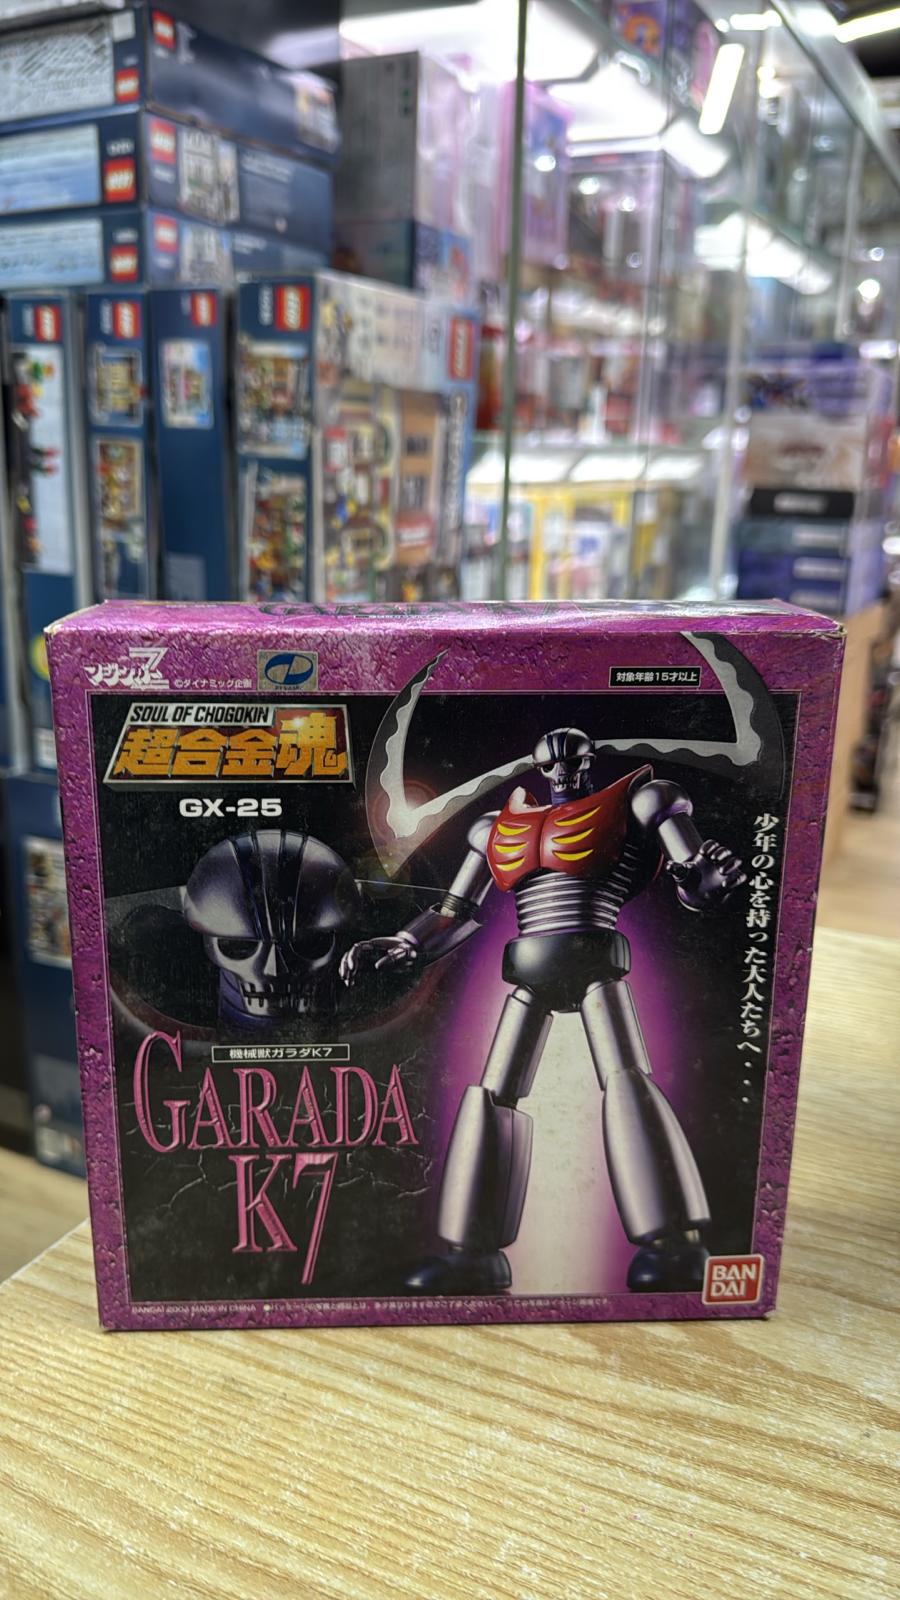 マジンガーZ
©ダイナミック企画
対象年齢15才以上
SOUL OF CHOGOKIN
超合金魂
GX-25
少年の心を持った大人たちへ・・・
機械獣ガラダK7
GARADA
K7
BAN
DAI
BANDAI 2004 MADE IN CHINA